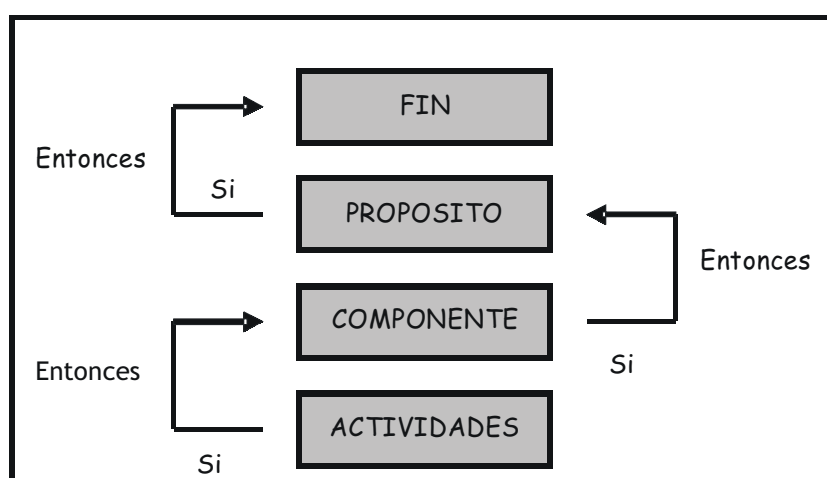 FIN
Entonces
Si
PROPOSITO
Entonces
COMPONENTE
Si
Entonces
ACTIVIDADES
Si